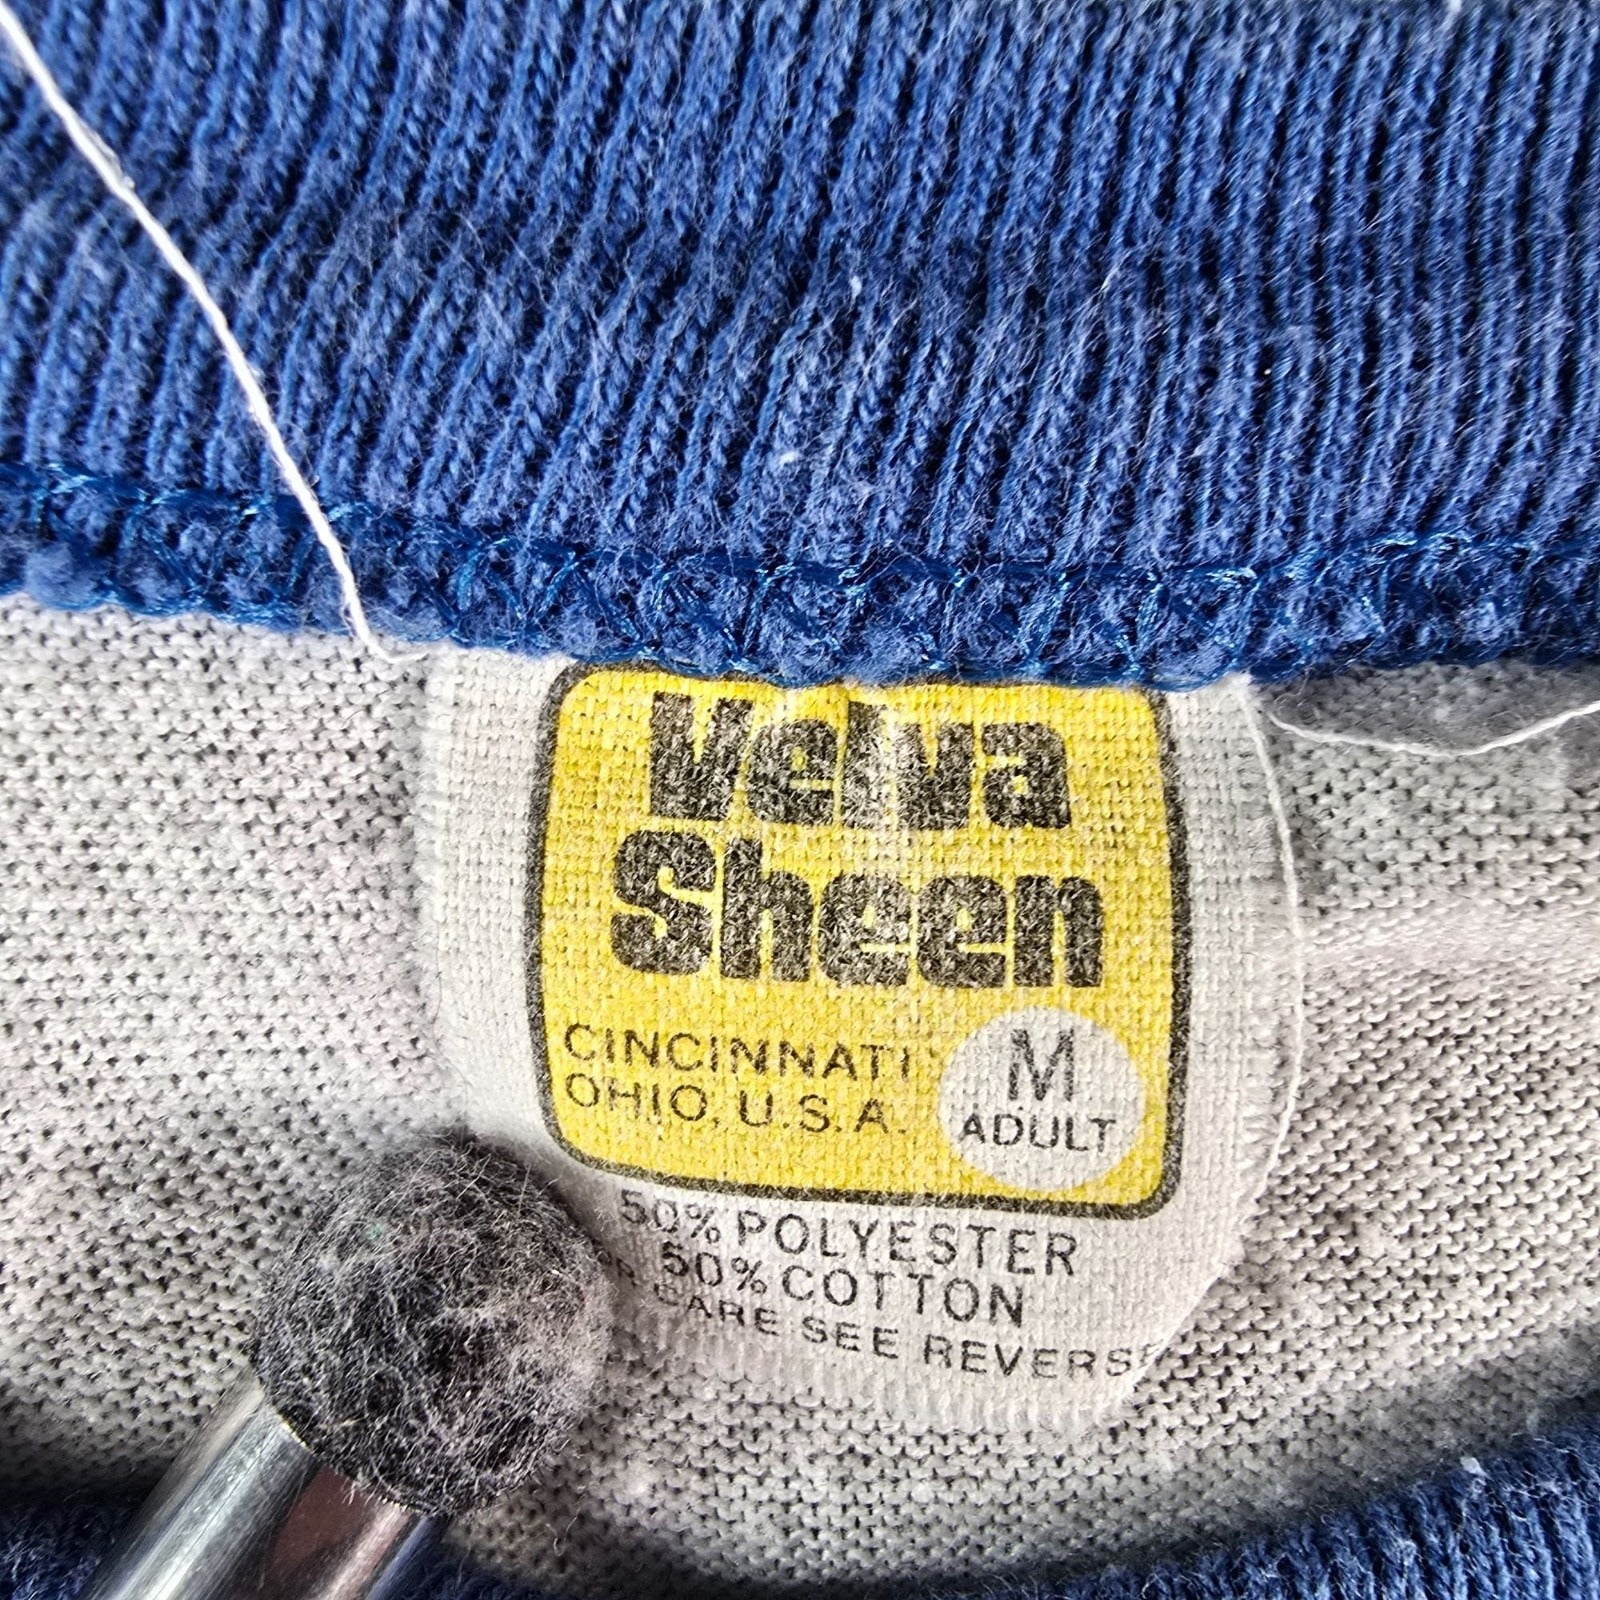 Velva
Sheen
CINCINNATI
OHIO, U.S.A.
M
ADULT
50% POLYESTER
50% COTTON
CARE SEE REVERSE